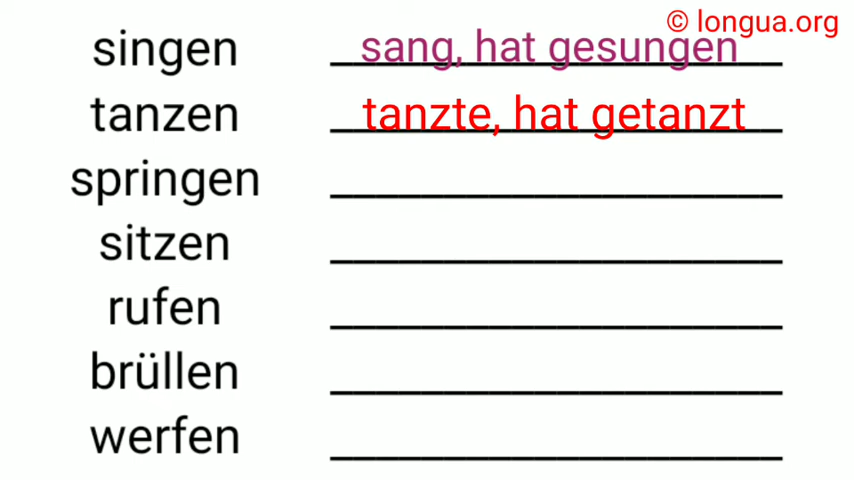 © longua.org
singen sang, hat gesungen
tanzen tanzte, hat getanzt
springen
sitzen
rufen
brüllen
werfen